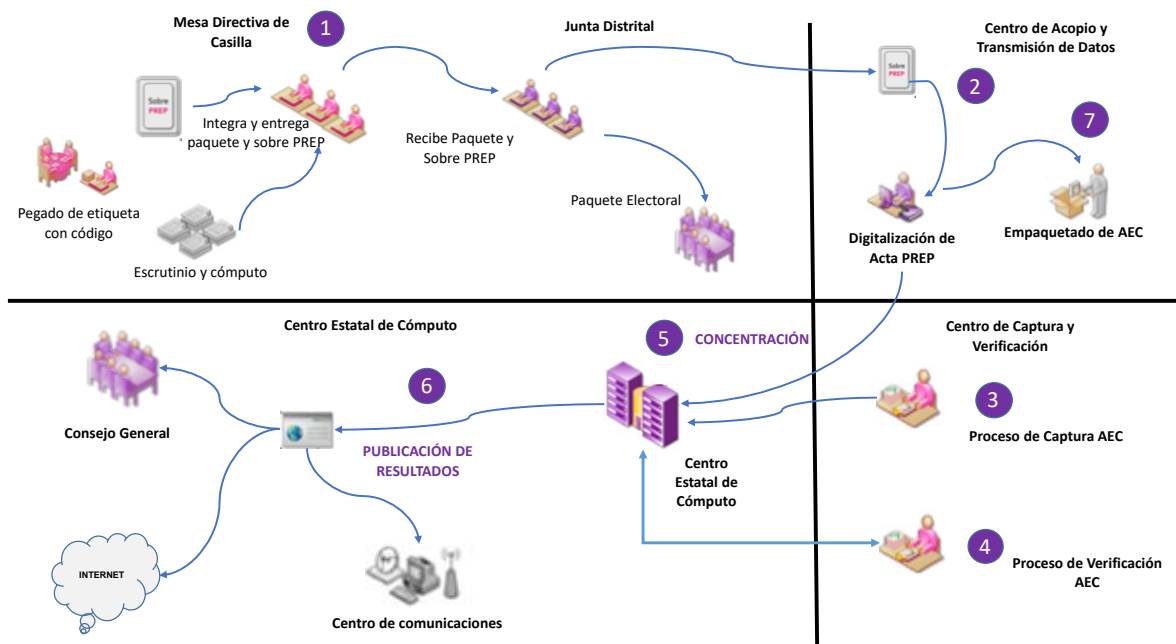 Mesa Directiva de
Casilla
1
Sobre
PREP
Integra y entrega
paquete y sobre PREP
Pegado de etiqueta
con código
Escrutinio y cómputo
Junta Distrital
Recibe Paquete y
Sobre PREP
Paquete Electoral
Centro de Acopio y
Transmisión de Datos
Sobre
PREP
2
7
Digitalización de
Acta PREP
Empaquetado de AEC
Centro Estatal de Cómputo
5
CONCENTRACIÓN
6
Consejo General
PUBLICACIÓN DE
RESULTADOS
Centro
Estatal de
Cómputo
INTERNET
Centro de comunicaciones
Centro de Captura y
Verificación
3
Proceso de Captura AEC
4
Proceso de Verificación
AEC